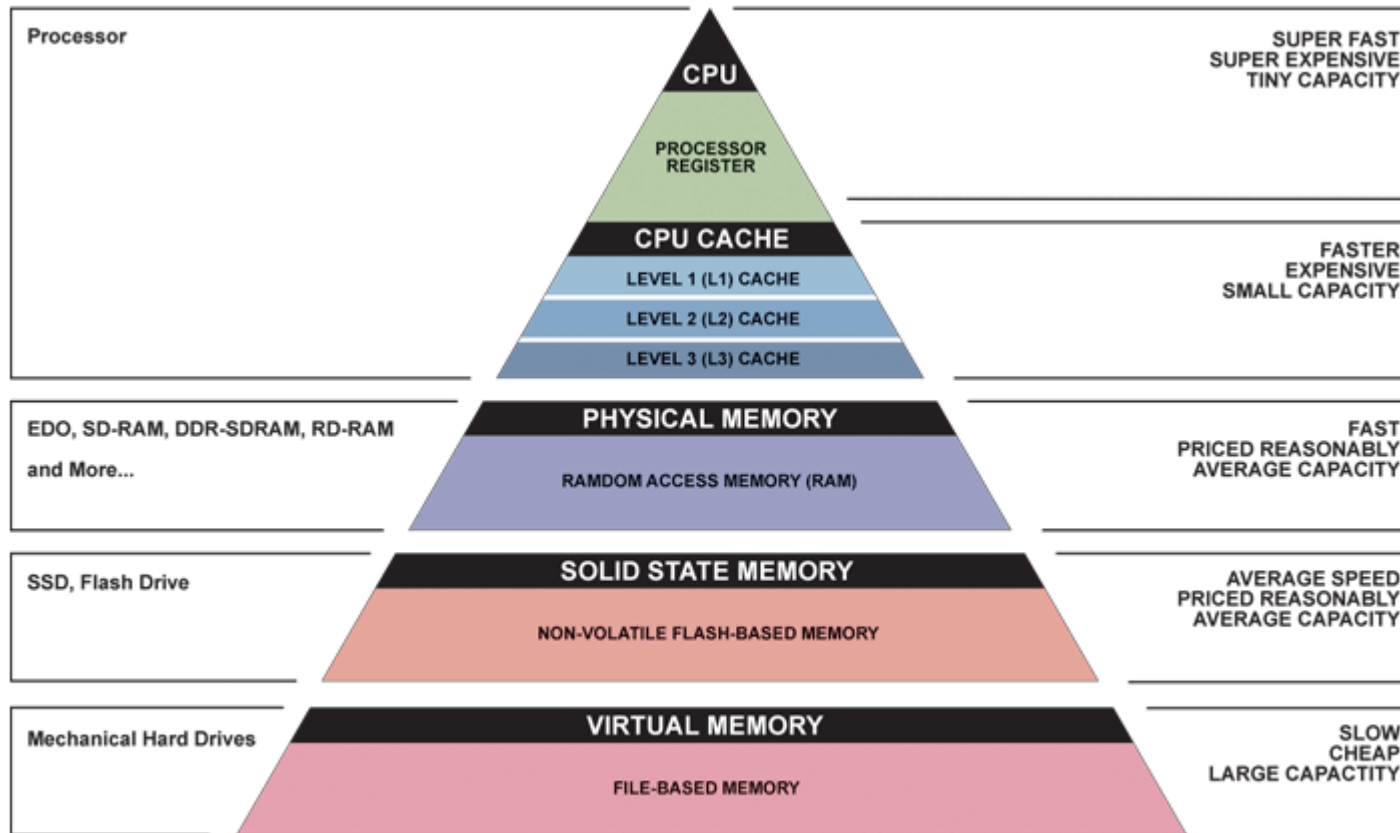 Processor
CPU
SUPER FAST
SUPER EXPENSIVE
TINY CAPACITY
PROCESSOR
REGISTER
CPU CACHE
LEVEL 1 (L1) CACHE
LEVEL 2 (L2) CACHE
LEVEL 3 (L3) CACHE
FASTER
EXPENSIVE
SMALL CAPACITY
EDO, SD-RAM, DDR-SDRAM, RD-RAM
and More...
PHYSICAL MEMORY
RAMDOM ACCESS MEMORY (RAM)
FAST
PRICED REASONABLY
AVERAGE CAPACITY
SSD, Flash Drive
SOLID STATE MEMORY
NON-VOLATILE FLASH-BASED MEMORY
AVERAGE SPEED
PRICED REASONABLY
AVERAGE CAPACITY
Mechanical Hard Drives
VIRTUAL MEMORY
FILE-BASED MEMORY
SLOW
CHEAP
LARGE CAPACTITY